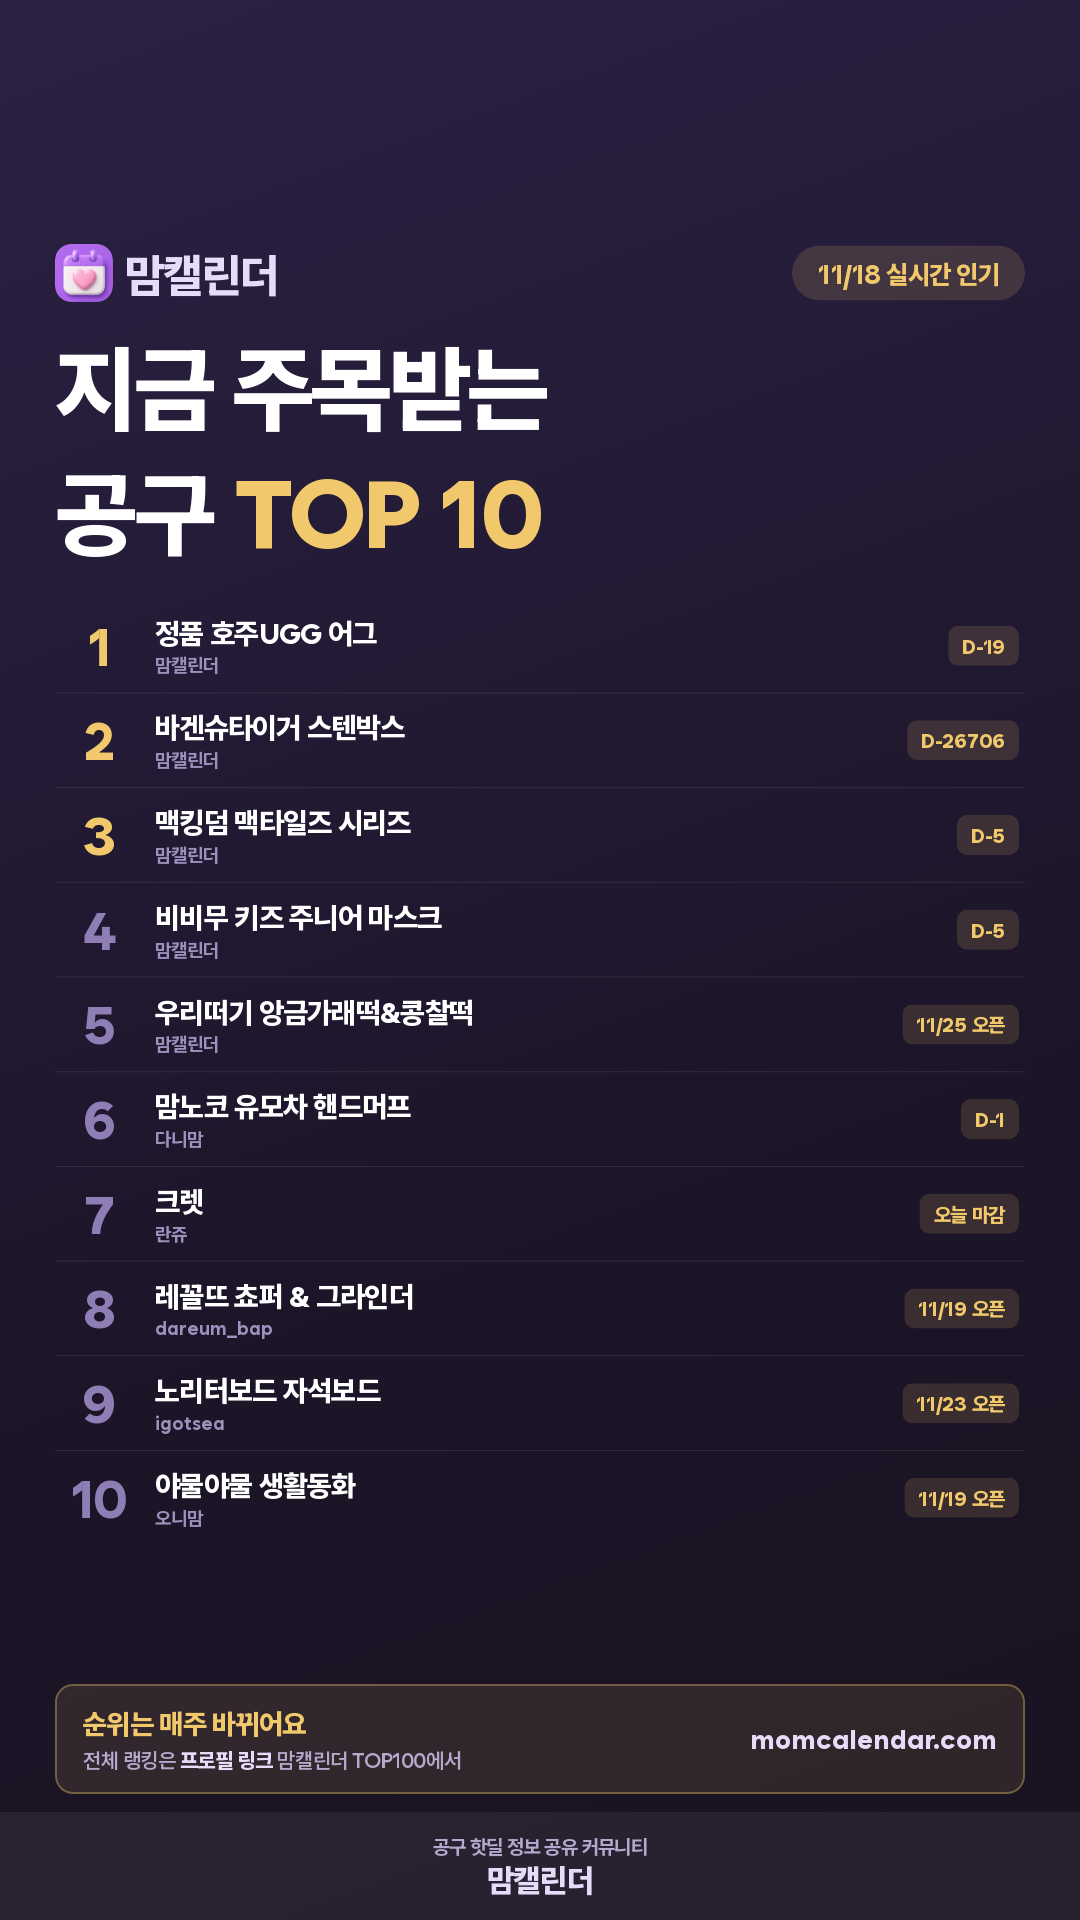 맘캘린더
11/18 실시간 인기
지금 주목받는
공구 TOP 10
1
정품 호주UGG 어그
맘캘린더
D-19
2
바겐슈타이거 스텐박스
맘캘린더
D-26706
3
맥킹덤 맥타일즈 시리즈
맘캘린더
D-5
4
비비무 키즈 주니어 마스크
맘캘린더
D-5
5
우리떠기 앙금가래떡&콩찰떡
맘캘린더
11/25 오픈
6
맘노코 유모차 핸드머프
다니맘
D-1
7
크렛
란쥬
오늘 마감
8
레꼴뜨 쵸퍼 & 그라인더
dareum_bap
11/19 오픈
9
노리터보드 자석보드
igotsea
11/23 오픈
10
야물야물 생활동화
오니맘
11/19 오픈
순위는 매주 바뀌어요
전체 랭킹은 프로필 링크 맘캘린더 TOP100에서
momcalendar.com
공구 핫딜 정보 공유 커뮤니티
맘캘린더